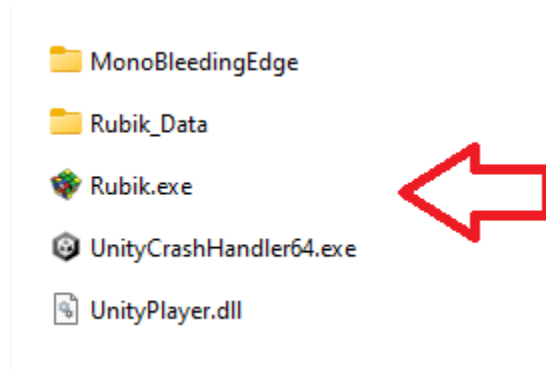 MonoBleedingEdge
Rubik_Data
Rubik.exe
UnityCrashHandler64.exe
UnityPlayer.dll